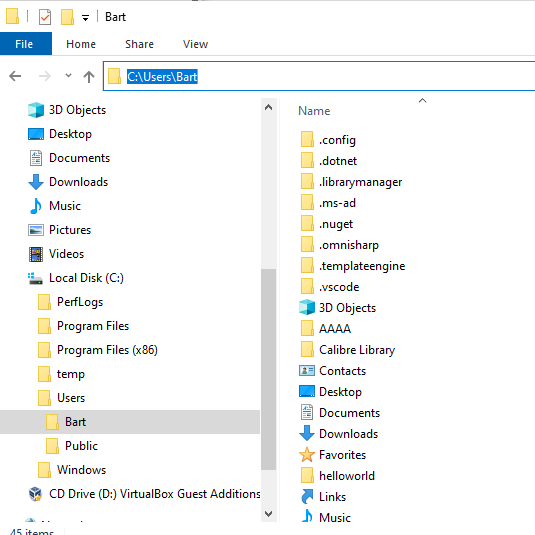 Bart
File Home Share View
C:\Users\Bart
3D Objects
Desktop
Documents
Downloads
Music
Pictures
Videos
Local Disk (C:)
PerfLogs
Program Files
Program Files (x86)
temp
Users
Bart
Public
Windows
CD Drive (D:) VirtualBox Guest Additions
Name
.config
.dotnet
.librarymanager
.ms-ad
.nuget
.omnisharp
.templateengine
.vscode
3D Objects
AAAA
Calibre Library
Contacts
Desktop
Documents
Downloads
Favorites
helloworld
Links
Music
45 items